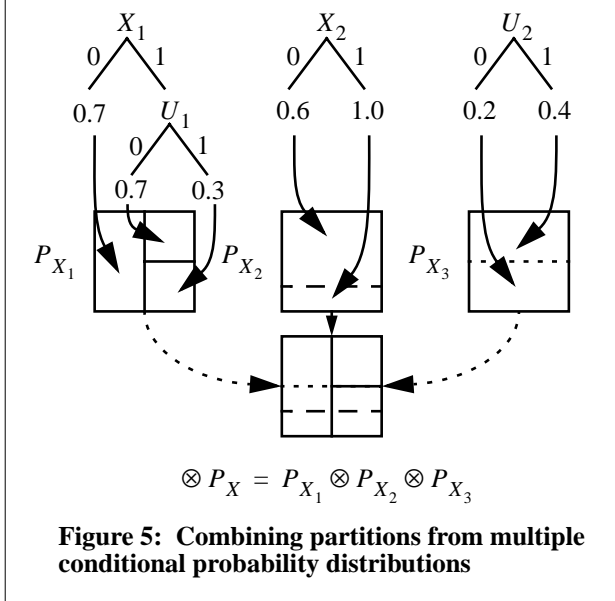 X1 X2 U2
0 1 0 1 0 1
0.7 U1 0.6 1.0 0.2 0.4
0 1
0.7 0.3
PX1 PX2 PX3
⊗ PX = PX1 ⊗ PX2 ⊗ PX3
Figure 5: Combining partitions from multiple
conditional probability distributions